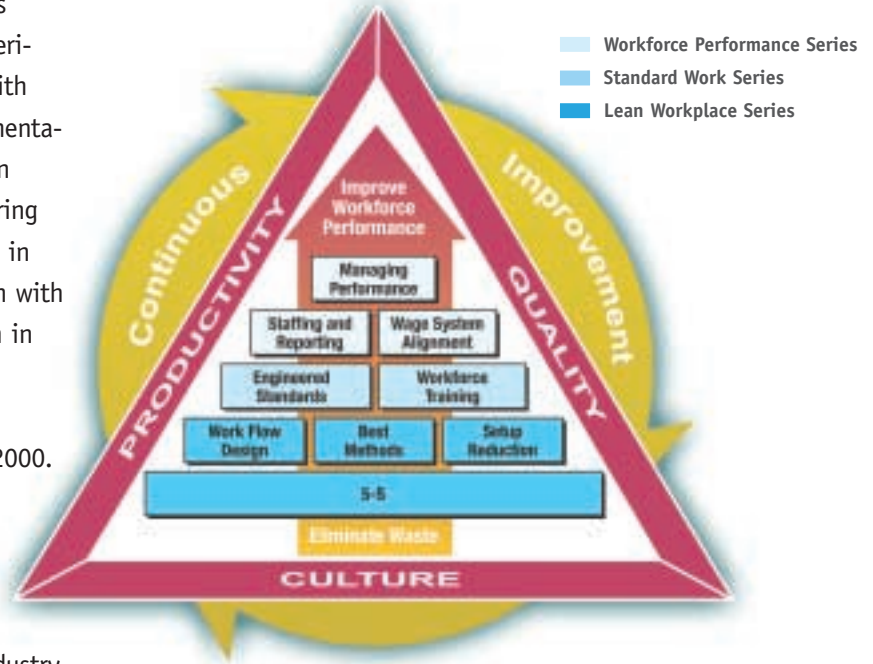 s
eri-
ith
menta-
n
ring
in
n with
n in
2000.
dustry
Workforce Performance Series
Standard Work Series
Lean Workplace Series
Continuous
Improvement
PRODUCTIVITY
QUALITY
CULTURE
Improve
Workforce
Performance
Managing
Performance
Staffing and
Reporting
Wage System
Alignment
Engineered
Standards
Workforce
Training
Work Flow
Design
Best
Methods
Setup
Reduction
5-S
Eliminate Waste